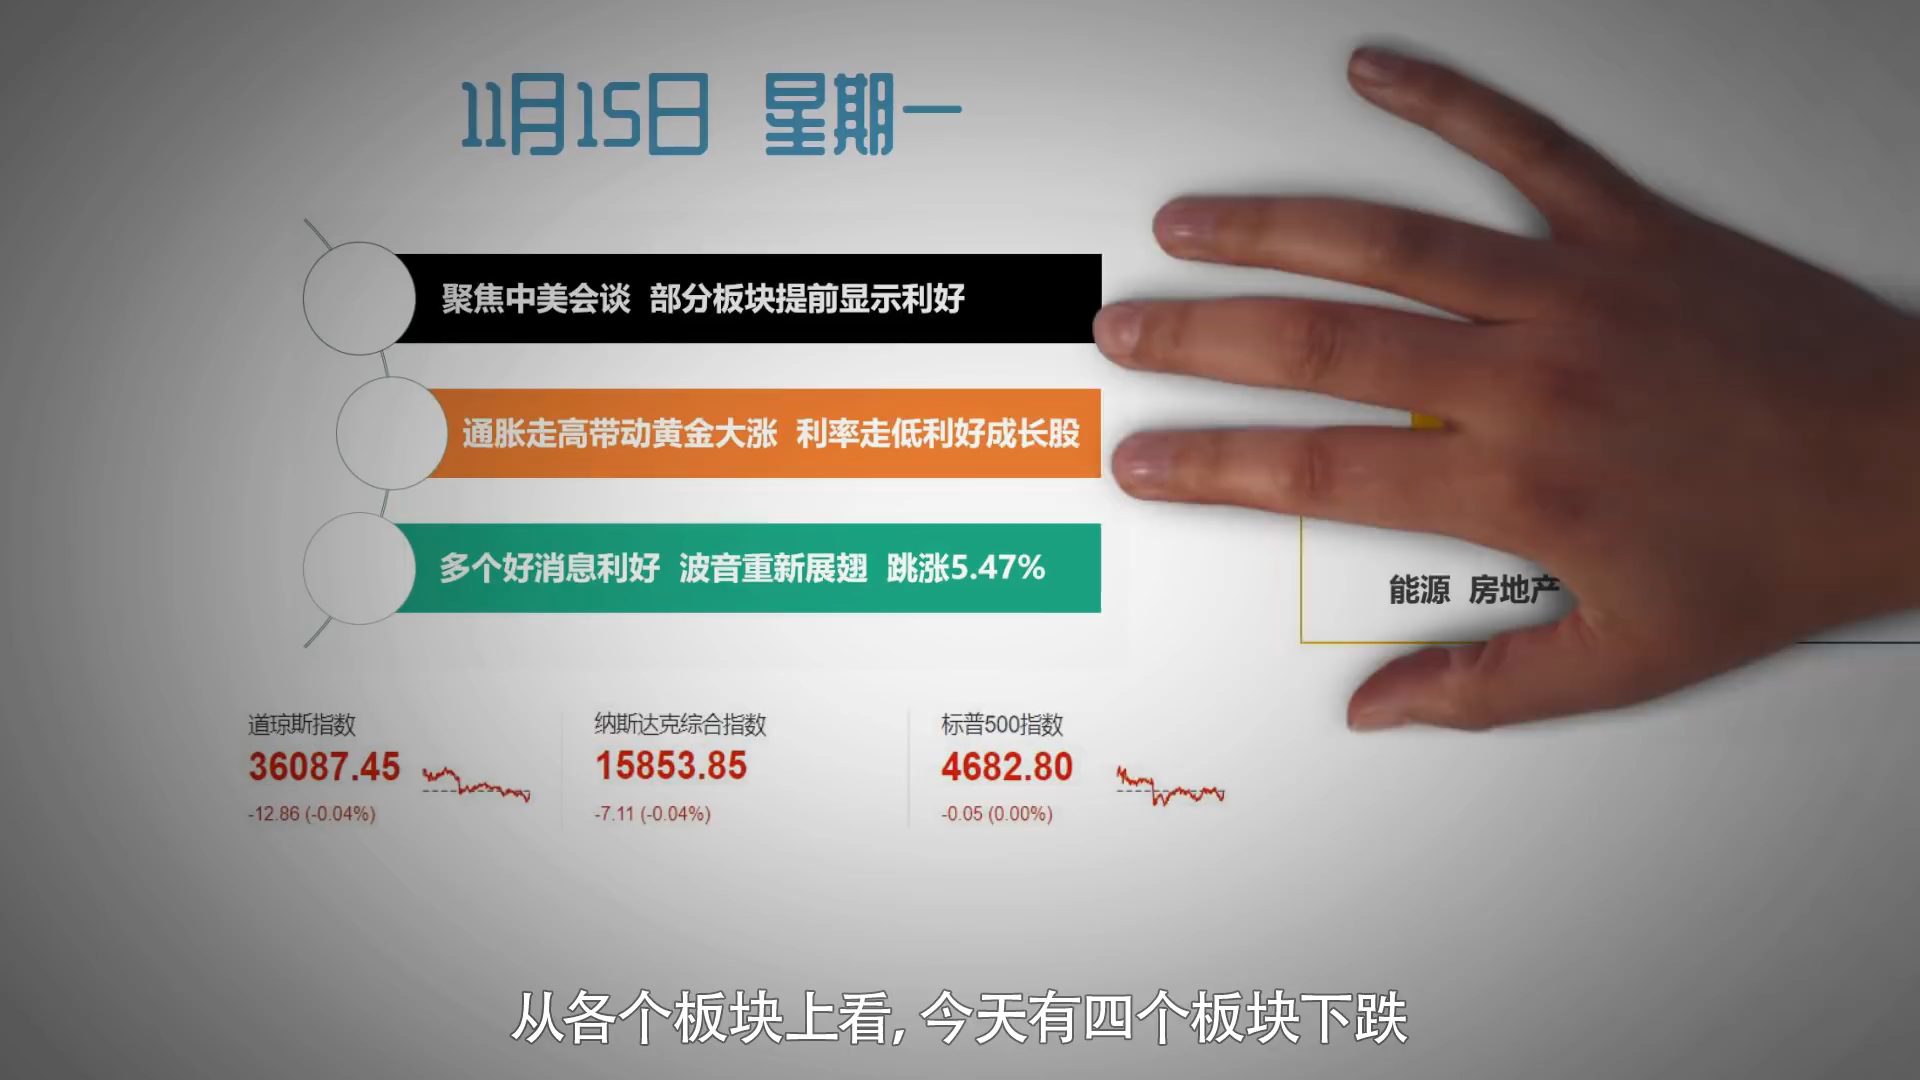 11月15日 星期一
聚焦中美会谈 部分板块提前显示利好
通胀走高带动黄金大涨 利率走低利好成长股
多个好消息利好 波音重新展翅 跳涨5.47%
能源 房地产
道琼斯指数
36087.45
-12.86 (-0.04%)
纳斯达克综合指数
15853.85
-7.11 (-0.04%)
标普500指数
4682.80
-0.05 (0.00%)
从各个板块上看, 今天有四个板块下跌